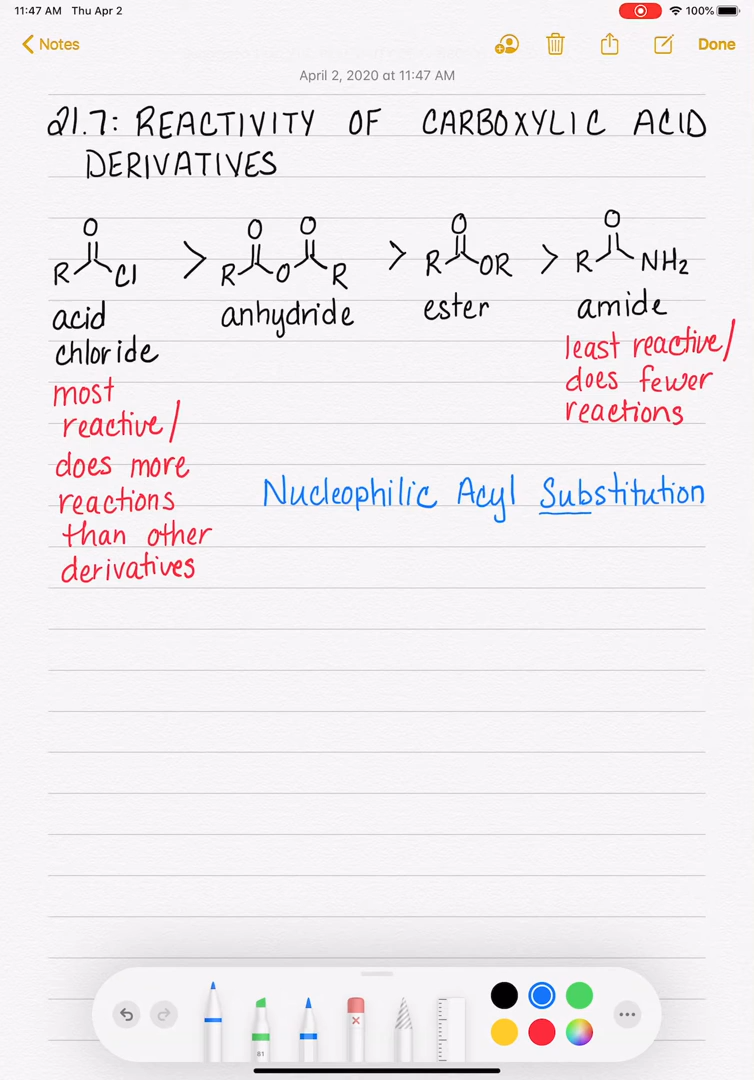 11:47 AM Thu Apr 2
100%
Notes
Done
April 2, 2020 at 11:47 AM
21.7: REACTIVITY OF CARBOXYLIC ACID
DERIVATIVES
O O O O O
R Cl > R O R > R OR > R NH2
acid anhydride ester amide
chloride
least reactive/
does fewer
reactions
most
reactive/
does more
reactions
than other
derivatives
Nucleophilic Acyl Substitution
81